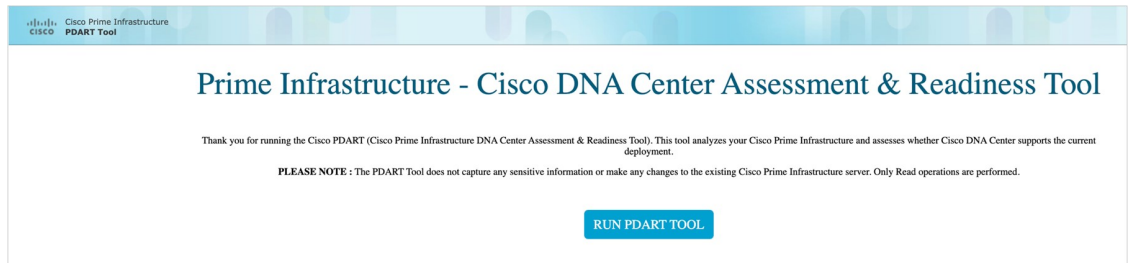 Cisco Prime Infrastructure
CISCO PDART Tool
Prime Infrastructure - Cisco DNA Center Assessment & Readiness Tool
Thank you for running the Cisco PDART (Cisco Prime Infrastructure DNA Center Assessment & Readiness Tool). This tool analyzes your Cisco Prime Infrastructure and assesses whether Cisco DNA Center supports the current
deployment.
PLEASE NOTE : The PDART Tool does not capture any sensitive information or make any changes to the existing Cisco Prime Infrastructure server. Only Read operations are performed.
RUN PDART TOOL